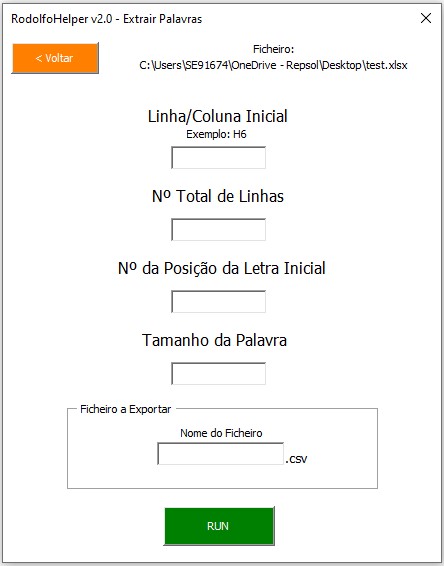 RodolfoHelper v2.0 - Extrair Palavras
< Voltar
Ficheiro:
C:\Users\SE91674\OneDrive - Repsol\Desktop\test.xlsx
Linha/Coluna Inicial
Exemplo: H6
Nº Total de Linhas
Nº da Posição da Letra Inicial
Tamanho da Palavra
Ficheiro a Exportar
Nome do Ficheiro
.csv
RUN